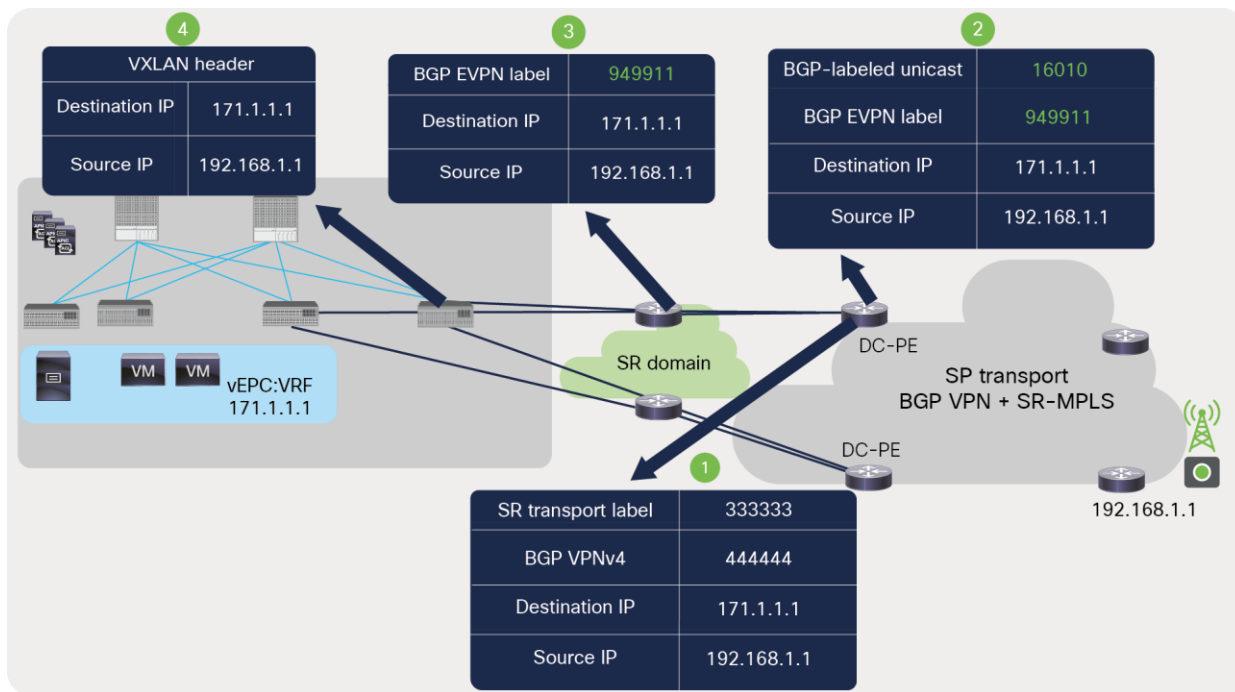 4
VXLAN header
Destination IP 171.1.1.1
Source IP 192.168.1.1
3
BGP EVPN label 949911
Destination IP 171.1.1.1
Source IP 192.168.1.1
2
BGP-labeled unicast 16010
BGP EVPN label 949911
Destination IP 171.1.1.1
Source IP 192.168.1.1
APIC
VM
VM
vEPC:VRF
171.1.1.1
SR domain
DC-PE
SP transport
BGP VPN + SR-MPLS
DC-PE
192.168.1.1
1
SR transport label 333333
BGP VPNv4 444444
Destination IP 171.1.1.1
Source IP 192.168.1.1